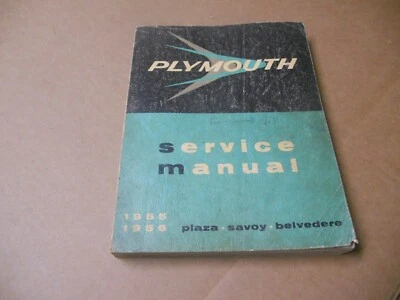 PLYMOUTH
service
manual
1955
1956 plaza • savoy • belvedere